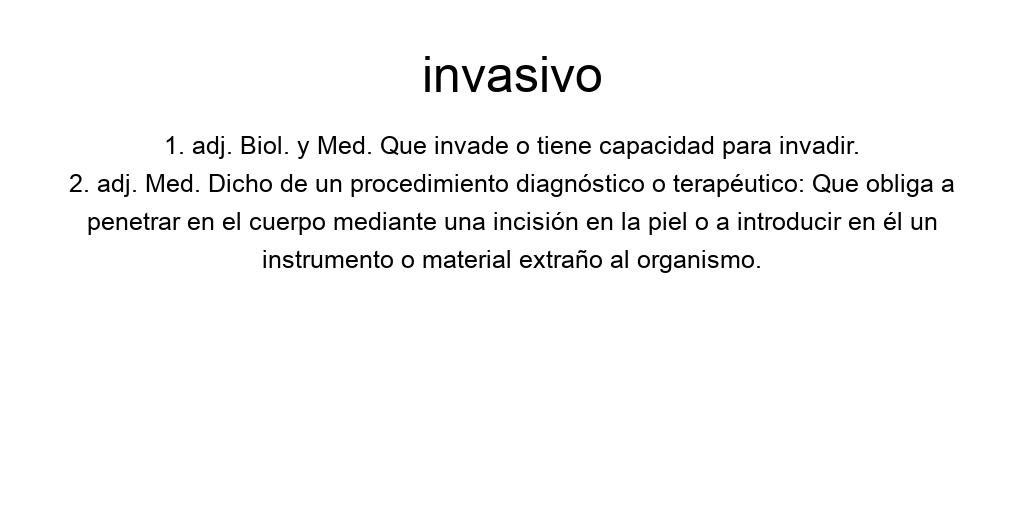 invasivo
1. adj. Biol. y Med. Que invade o tiene capacidad para invadir.
2. adj. Med. Dicho de un procedimiento diagnóstico o terapéutico: Que obliga a
penetrar en el cuerpo mediante una incisión en la piel o a introducir en él un
instrumento o material extraño al organismo.